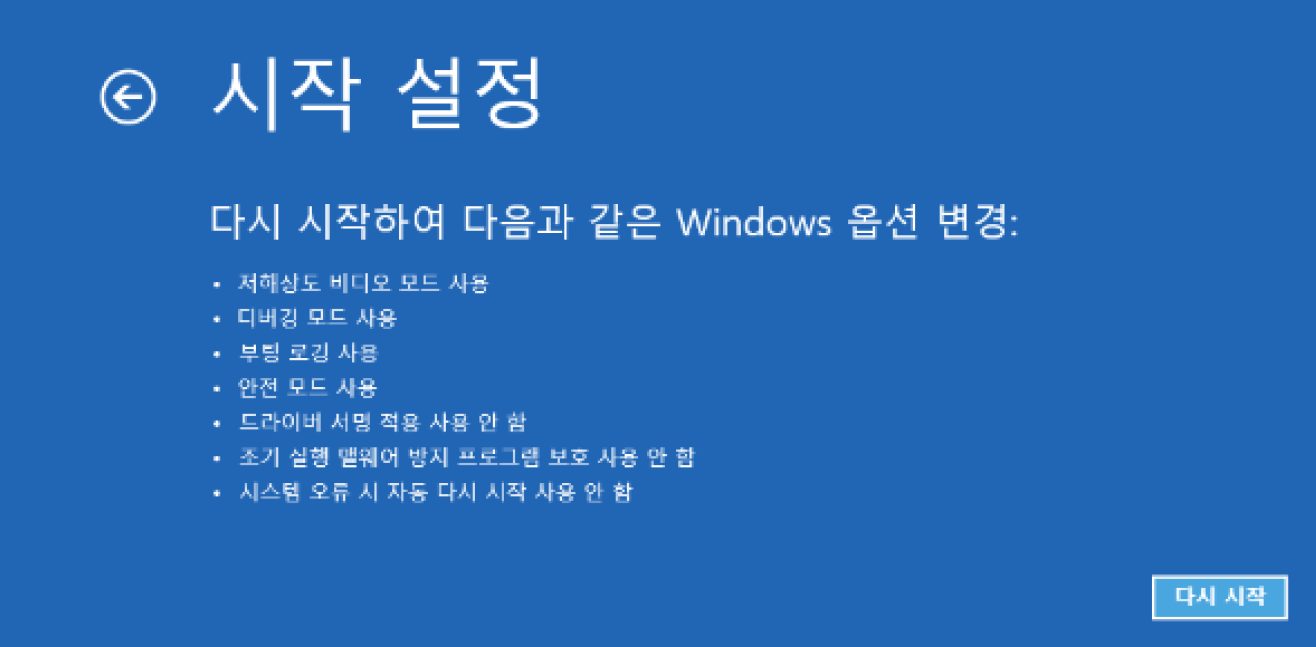 시작 설정
다시 시작하여 다음과 같은 Windows 옵션 변경:
• 저해상도 비디오 모드 사용
• 디버깅 모드 사용
• 부팅 로깅 사용
• 안전 모드 사용
• 드라이버 서명 적용 사용 안 함
• 조기 실행 맬웨어 방지 프로그램 보호 사용 안 함
• 시스템 오류 시 자동 다시 시작 사용 안 함
다시 시작